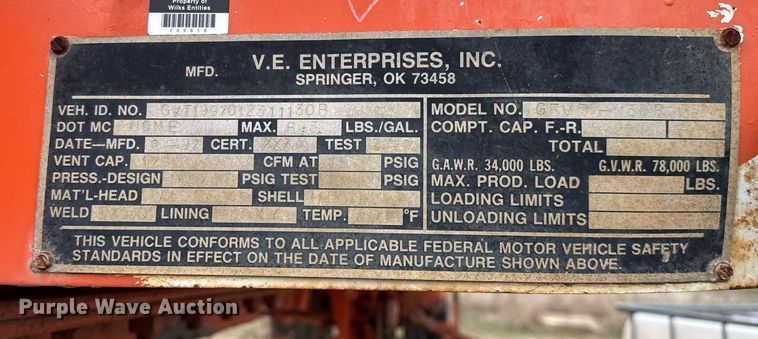 Property of
Wilks Entities
209858
MFD. V.E. ENTERPRISES, INC.
SPRINGER, OK 73458
VEH. ID. NO.
DOT MC NONE MAX. LBS./GAL.
DATE—MFD. CERT. XXXX TEST
VENT CAP. CFM AT PSIG
PRESS.-DESIGN PSIG TEST PSIG
MAT'L-HEAD SHELL
WELD LINING TEMP. °F
MODEL NO.
COMPT. CAP. F.-R.
TOTAL
G.A.W.R. 34,000 LBS. G.V.W.R. 78,000 LBS.
MAX. PROD. LOAD LBS.
LOADING LIMITS
UNLOADING LIMITS
THIS VEHICLE CONFORMS TO ALL APPLICABLE FEDERAL MOTOR VEHICLE SAFETY
STANDARDS IN EFFECT ON THE DATE OF MANUFACTURE SHOWN ABOVE.
Purple Wave Auction